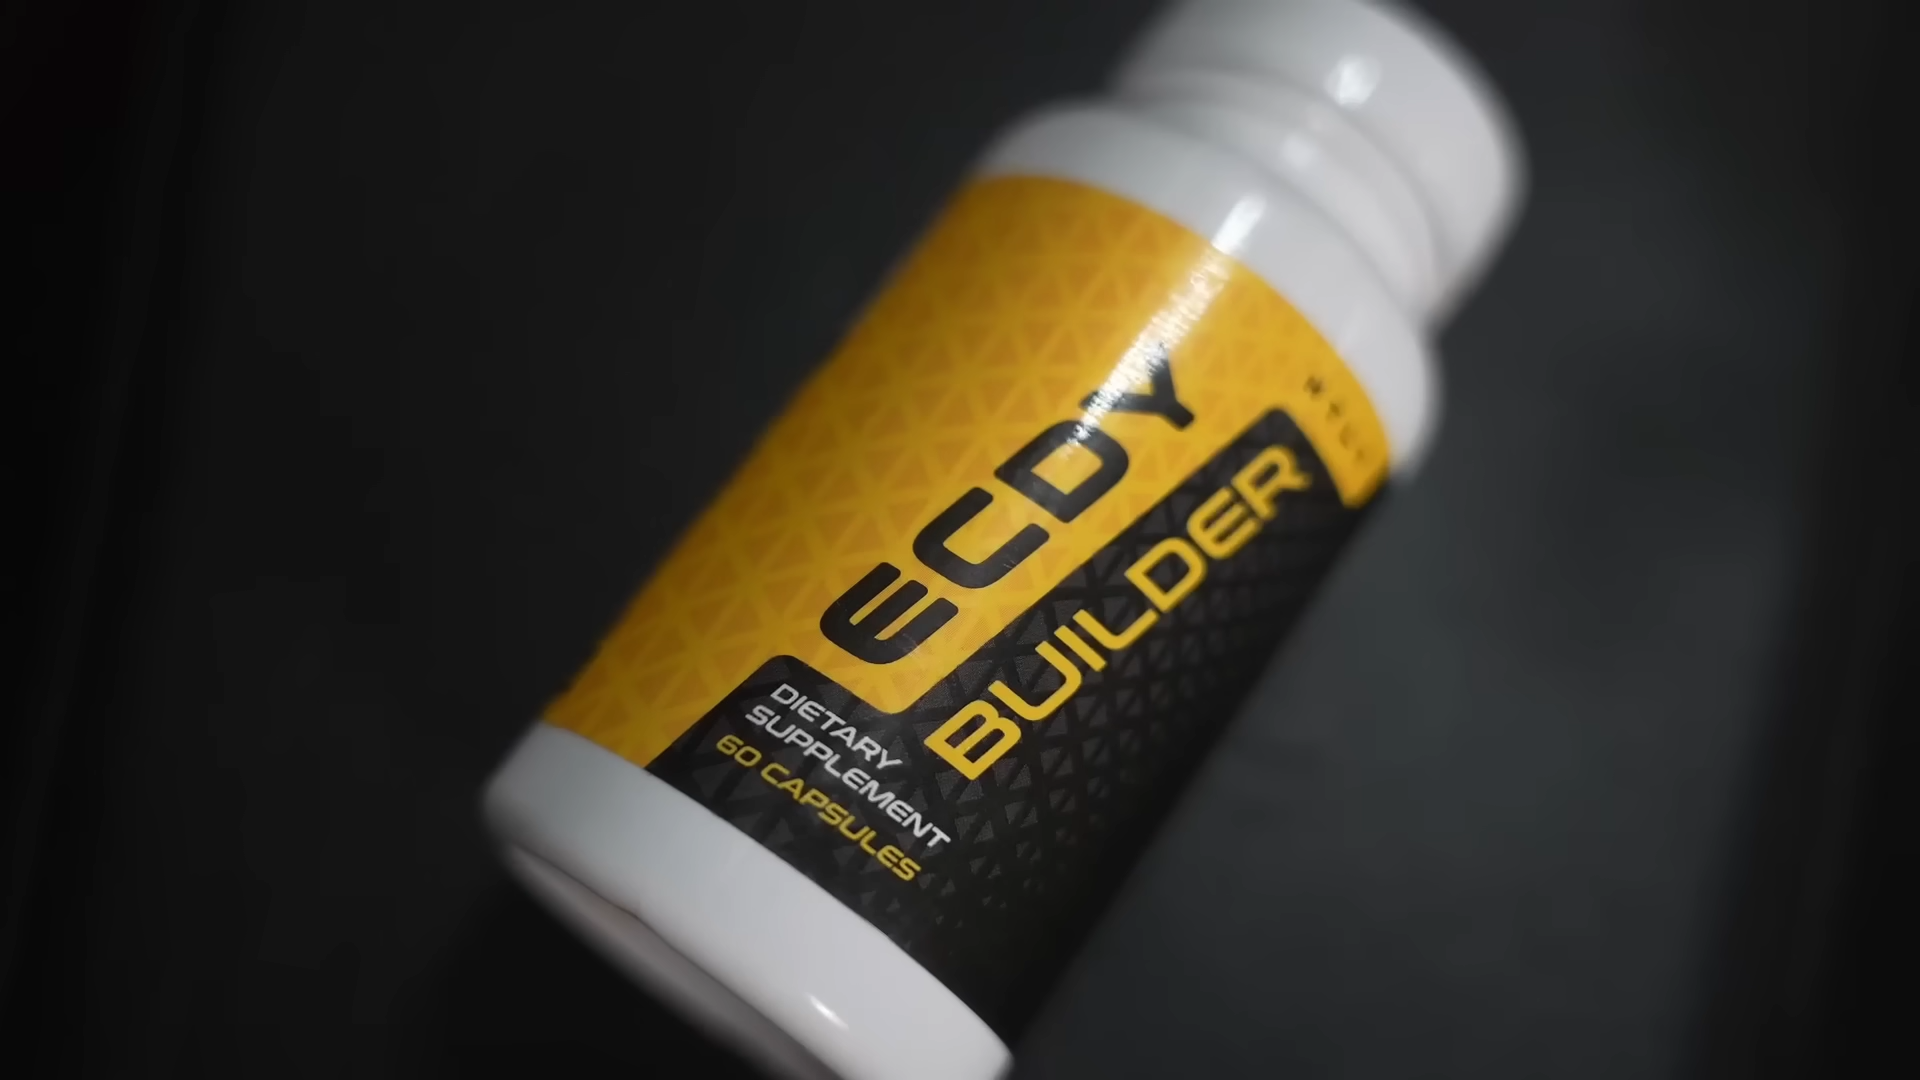 ECDY
BUILDER
DIETARY
SUPPLEMENT
60 CAPSULES